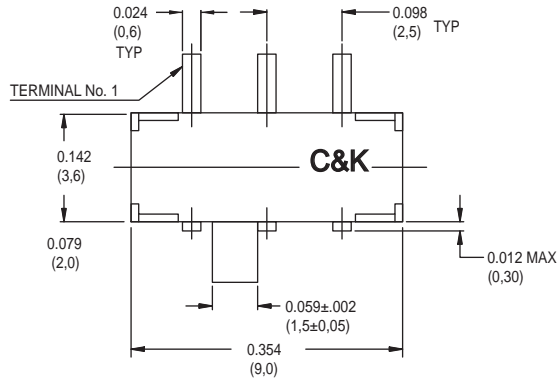 0.024
(0,6)
TYP
0.098
(2,5) TYP
TERMINAL No. 1
0.142
(3,6)
C&K
0.079
(2,0)
0.012 MAX
(0,30)
0.059±.002
(1,5±0,05)
0.354
(9,0)